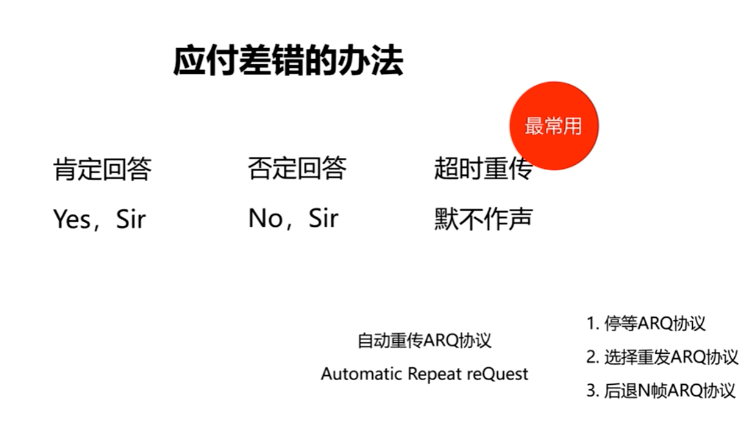 应付差错的办法
最常用
肯定回答
否定回答
超时重传
Yes，Sir
No，Sir
默不作声
自动重传ARQ协议
Automatic Repeat reQuest
1. 停等ARQ协议
2. 选择重发ARQ协议
3. 后退N帧ARQ协议